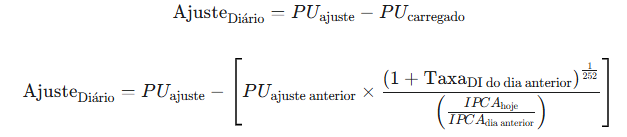 Ajuste_Diário = PU_ajuste − PU_carregado
Ajuste_Diário = PU_ajuste − [PU_ajuste anterior × (1 + Taxa_DI do dia anterior)^(1/252) / (IPCA_hoje / IPCA_dia anterior)]